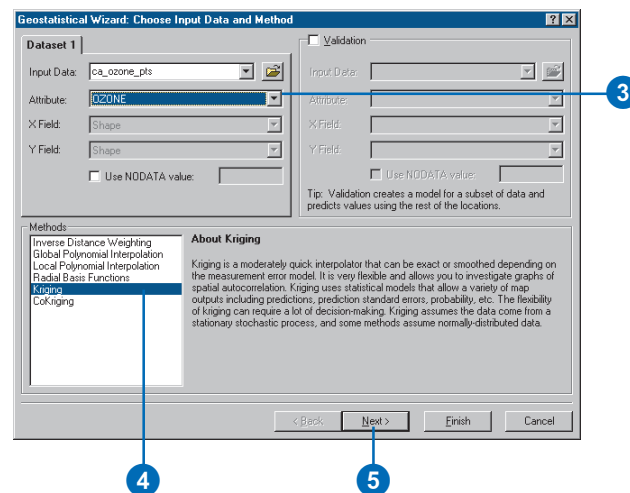 Geostatistical Wizard: Choose Input Data and Method
Dataset 1
Input Data: ca_ozone_pts
Attribute: OZONE
X Field: Shape
Y Field: Shape
Use NODATA value:
Validation
Input Data:
Attribute:
X Field:
Y Field:
Use NODATA value:
Tip: Validation creates a model for a subset of data and
predicts values using the rest of the locations.
3
Methods
Inverse Distance Weighting
Global Polynomial Interpolation
Local Polynomial Interpolation
Radial Basis Functions
Kriging
CoKriging
About Kriging
Kriging is a moderately quick interpolator that can be exact or smoothed depending on
the measurement error model. It is very flexible and allows you to investigate graphs of
spatial autocorrelation. Kriging uses statistical models that allow a variety of map
outputs including predictions, prediction standard errors, probability, etc. The flexibility
of kriging can require a lot of decision-making. Kriging assumes the data come from a
stationary stochastic process, and some methods assume normally-distributed data.
< Back Next > Finish Cancel
4 5